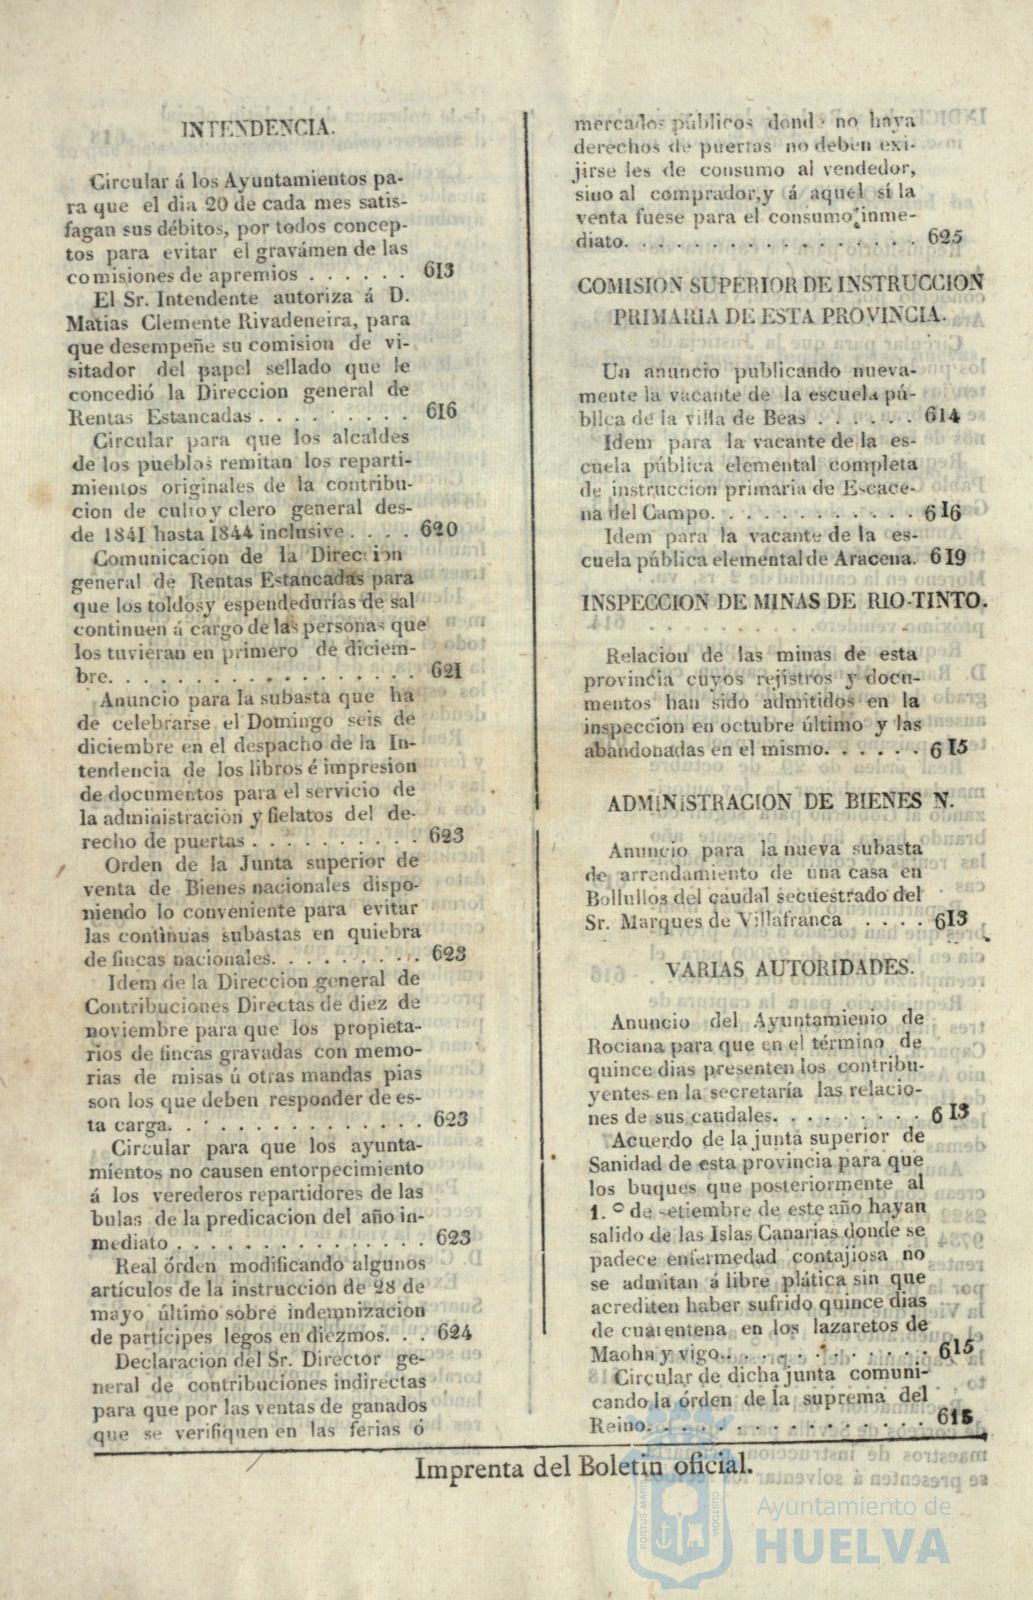 INTENDENCIA.
Circular á los Ayuntamientos pa-
ra que el dia 20 de cada mes satis-
fagan sus débitos, por todos concep-
tos para evitar el gravámen de las
comisiones de apremios . . . . . . 613
El Sr. Intendente autoriza á D.
Matias Clemente Rivadeneira, para
que desempeñe su comision de vi-
sitador del papel sellado que le
concedió la Direccion general de
Rentas Estancadas . . . . . . . . . 616
Circular para que los alcaldes
de los pueblos remitan los reparti-
mientos originales de la contribu-
cion de culto y clero general des-
de 1841 hasta 1844 inclusive . . . . 620
Comunicacion de la Direccion
general de Rentas Estancadas para
que los toldosy espendedurías de sal
continuen á cargo de las personas que
los tuvieran en primero de diciem-
bre. . . . . . . . . . . . . . . . . . 621
Anuncio para la subasta que ha
de celebrarse el Domingo seis de
diciembre en el despacho de la In-
tendencia de los libros é impresion
de documentos para el servicio de
la administración y fielatos del de-
recho de puertas . . . . . . . . . . 623
Orden de la Junta superior de
venta de Bienes nacionales dispo-
niendo lo conveniente para evitar
las continuas subastas en quiebra
de fincas nacionales. . . . . . . . . 623
Idem de la Direccion general de
Contribuciones Directas de diez de
noviembre para que los propieta-
rios de fincas gravadas con memo-
rias de misas ú otras mandas pias
son los que deben responder de es-
ta carga. . . . . . . . . . . . . . . 623
Circular para que los ayunta-
mientos no causen entorpecimiento
á los verederos repartidores de las
bulas de la predicacion del año in-
mediato . . . . . . . . . . . . . . . 623
Real órden modificando algunos
artículos de la instruccion de 28 de
mayo último sobre indemnizacion
de partícipes legos en diezmos. . . 624
Declaracion del Sr. Director ge-
neral de contribuciones indirectas
para que por las ventas de ganados
que se verifiquen en las ferias ó
mercados públicos donde no haya
derechos de puertas no deben exi-
jirse les de consumo al vendedor,
sino al comprador,y á aquel si la
venta fuese para el consumo inme-
diato. . . . . . . . . . . . . . . . . 625
COMISION SUPERIOR DE INSTRUCCION
PRIMARIA DE ESTA PROVINCIA.
Un anuncio publicando nueva-
mente la vacante de la escuela pú-
blica de la villa de Beas . . . . . . 614
Idem para la vacante de la es-
cuela pública elemental completa
de instruccion primaria de Escace-
na del Campo. . . . . . . . . . . . 616
Idem para la vacante de la es-
cuela pública elemental de Aracena. 619
INSPECCION DE MINAS DE RIO-TINTO.
Relacion de las minas de esta
provincia cuyos rejistros y docu-
mentos han sido admitidos en la
inspeccion en octubre último y las
abandonadas en el mismo. . . . . . 615
ADMINISTRACION DE BIENES N.
Anuncio para la nueva subasta
de arrendamiento de una casa en
Bollullos del caudal secuestrado del
Sr. Marques de Villafranca . . . . 613
VARIAS AUTORIDADES.
Anuncio del Ayuntamienio de
Rociana para que en el término de
quince dias presenten los contribu-
yentes en la secretaría las relacio-
nes de sus caudales. . . . . . . . . 613
Acuerdo de la junta superior de
Sanidad de esta provincia para que
los buques que posteriormente al
1.º de setiembre de este año hayan
salido de las Islas Canarias donde se
padece enfermedad contajiosa no
se admitan á libre plática sin que
acrediten haber sufrido quince dias
de cuarentena en los lazaretos de
Maohn y vigo.. . . . . . . . . . . . 615
Circular de dicha junta comuni-
cando la órden de la suprema del
Reino. . . . . . . . . . . . . . . . . 615
Imprenta del Boletin oficial.
PORTUS MARIS CUSTODIA
Ayuntamiento de
HUELVA